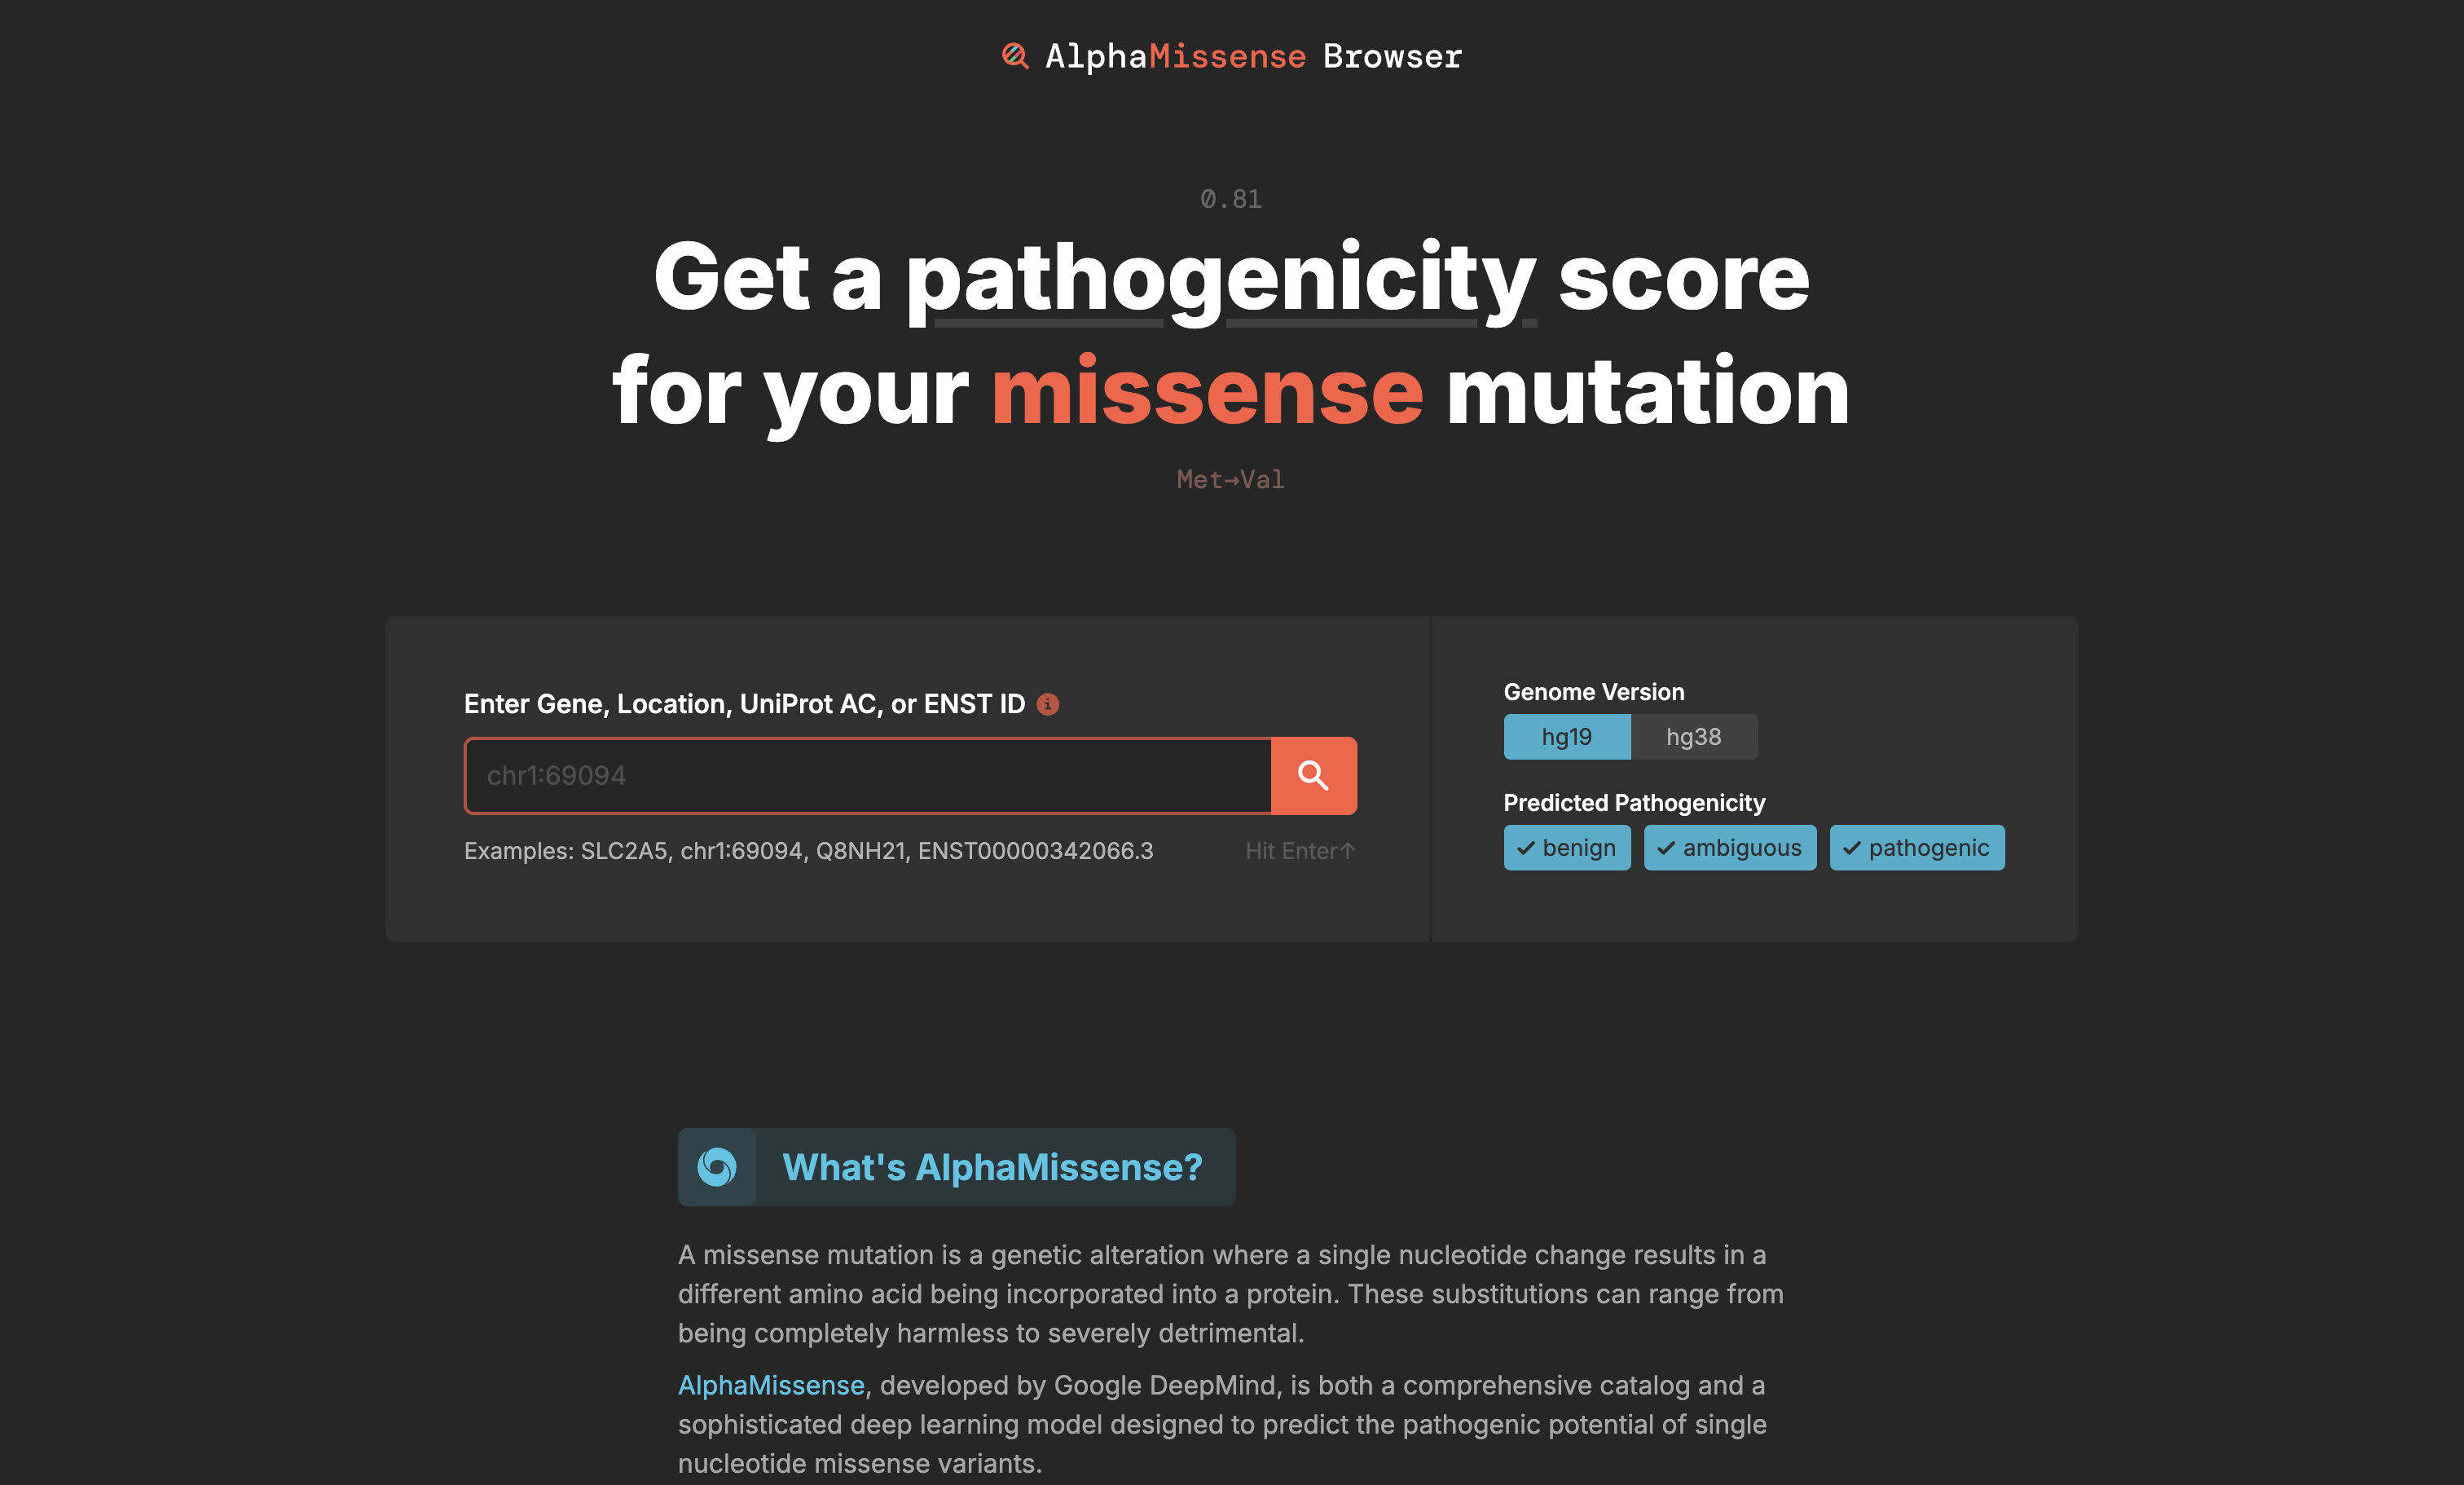 AlphaMissense Browser
0.81
Get a pathogenicity score
for your missense mutation
Met→Val
Enter Gene, Location, UniProt AC, or ENST ID
chr1:69094
Examples: SLC2A5, chr1:69094, Q8NH21, ENST00000342066.3
Hit Enter↑
Genome Version
hg19 hg38
Predicted Pathogenicity
benign ambiguous pathogenic
What's AlphaMissense?
A missense mutation is a genetic alteration where a single nucleotide change results in a
different amino acid being incorporated into a protein. These substitutions can range from
being completely harmless to severely detrimental.
AlphaMissense, developed by Google DeepMind, is both a comprehensive catalog and a
sophisticated deep learning model designed to predict the pathogenic potential of single
nucleotide missense variants.